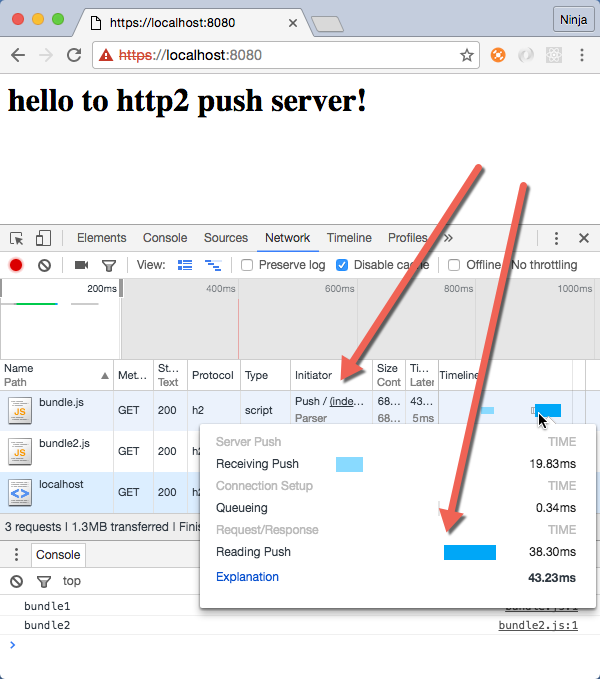 https://localhost:8080
Ninja
https://localhost:8080
hello to http2 push server!
Elements Console Sources Network Timeline Profiles »
View: Preserve log Disable cache Offline No throttling
200ms 400ms 600ms 800ms 1000ms
Name Met... St... Protocol Type Initiator Size Ti... Timeline
Path Text Cont Later
bundle.js GET 200 h2 script Push / (inde... 68... 43...
Parser 68... 5ms
JS
bundle2.js GET 200
JS
localhost GET 200
3 requests | 1.3MB transferred | Finis
Server Push TIME
Receiving Push 19.83ms
Connection Setup TIME
Queueing 0.34ms
Request/Response TIME
Reading Push 38.30ms
Explanation 43.23ms
Console
top
bundle1 bundle.js:1
bundle2 bundle2.js:1